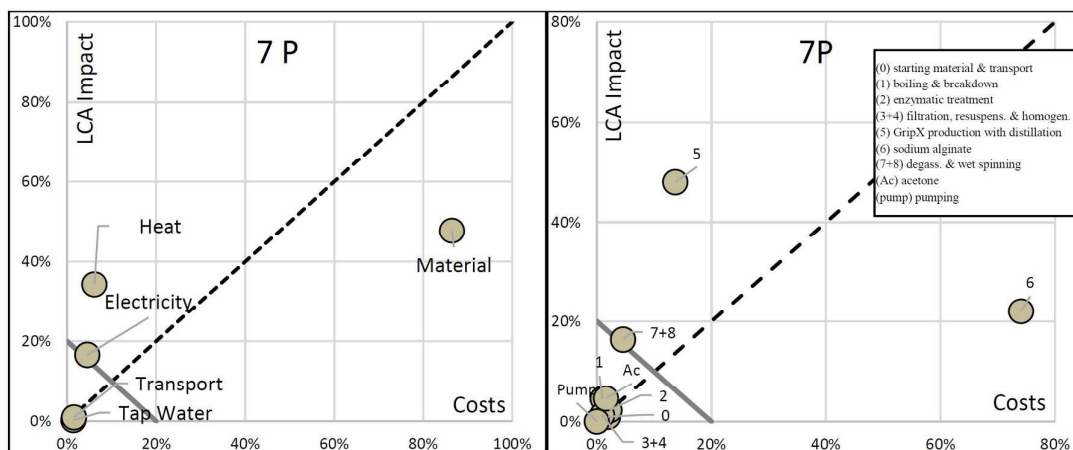 100%
80%
60%
40%
20%
0%
0%
20%
40%
60%
80%
100%
7 P
LCA Impact
Costs
Heat
Electricity
Material
Transport
Tap Water
80%
60%
40%
20%
0%
0%
20%
40%
60%
80%
7P
LCA Impact
Costs
(0) starting material & transport
(1) boiling & breakdown
(2) enzymatic treatment
(3+4) filtration, resuspens. & homogen.
(5) GripX production with distillation
(6) sodium alginate
(7+8) degass. & wet spinning
(Ac) acetone
(pump) pumping
5
6
7+8
1
Ac
Pump
2
0
3+4